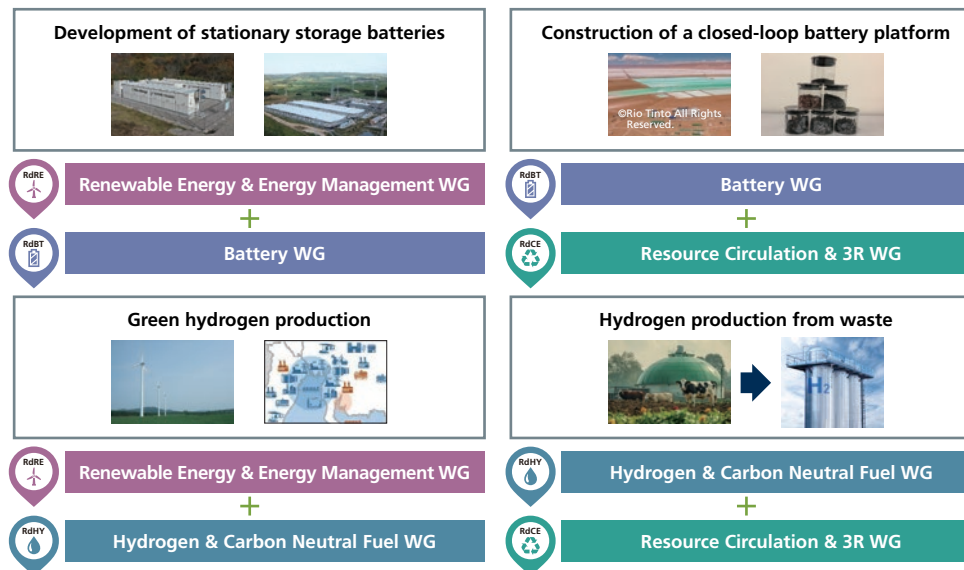 Development of stationary storage batteries
RdRE
Renewable Energy & Energy Management WG
+
RdBT
Battery WG
Construction of a closed-loop battery platform
©Rio Tinto All Rights
Reserved.
RdBT
Battery WG
+
RdCE
Resource Circulation & 3R WG
Green hydrogen production
RdRE
Renewable Energy & Energy Management WG
+
RdHY
Hydrogen & Carbon Neutral Fuel WG
Hydrogen production from waste
H2
RdHY
Hydrogen & Carbon Neutral Fuel WG
+
RdCE
Resource Circulation & 3R WG